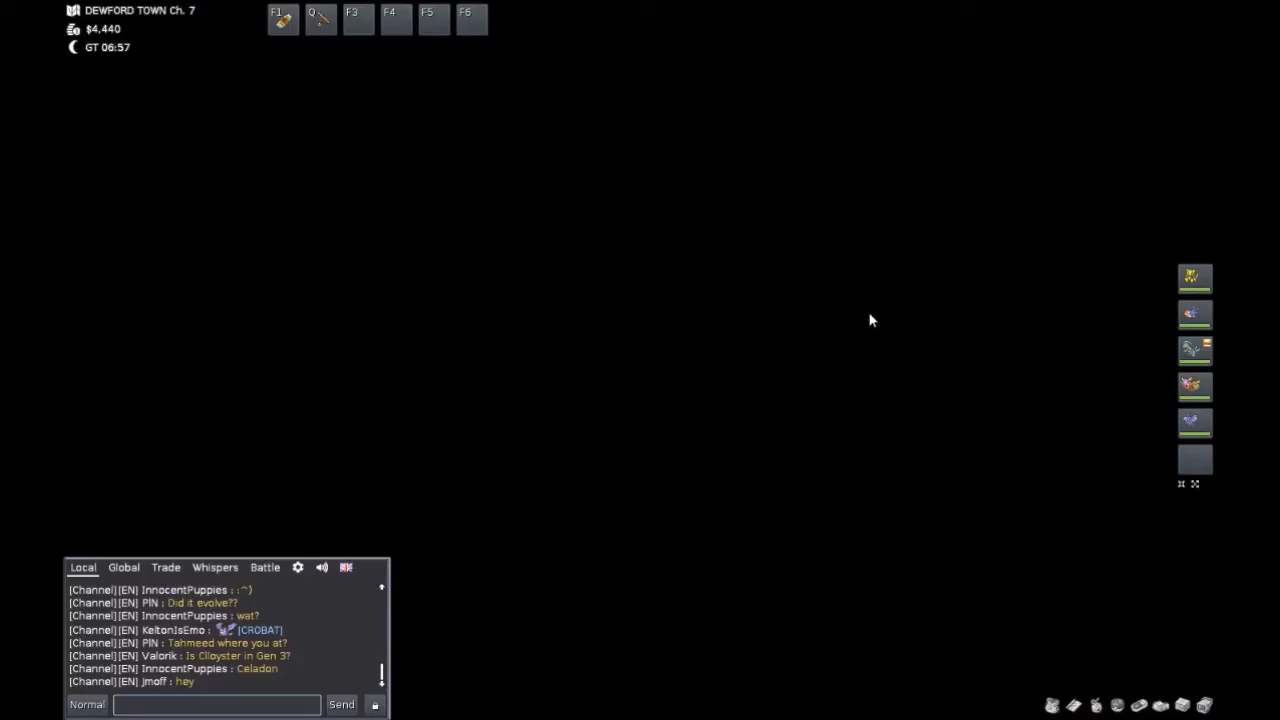 DEWFORD TOWN Ch. 7
$4,440
GT 06:57
F1 Q F3 F4 F5 F6
Local Global Trade Whispers Battle
[Channel][EN] InnocentPuppies : :^)
[Channel][EN] PlN : Did it evolve??
[Channel][EN] InnocentPuppies : wat?
[Channel][EN] KeltonIsEmo : [CROBAT]
[Channel][EN] PlN : Tahmeed where you at?
[Channel][EN] Valorik : Is Clloyster in Gen 3?
[Channel][EN] InnocentPuppies : Celadon
[Channel][EN] Jmoff : hey
Normal Send